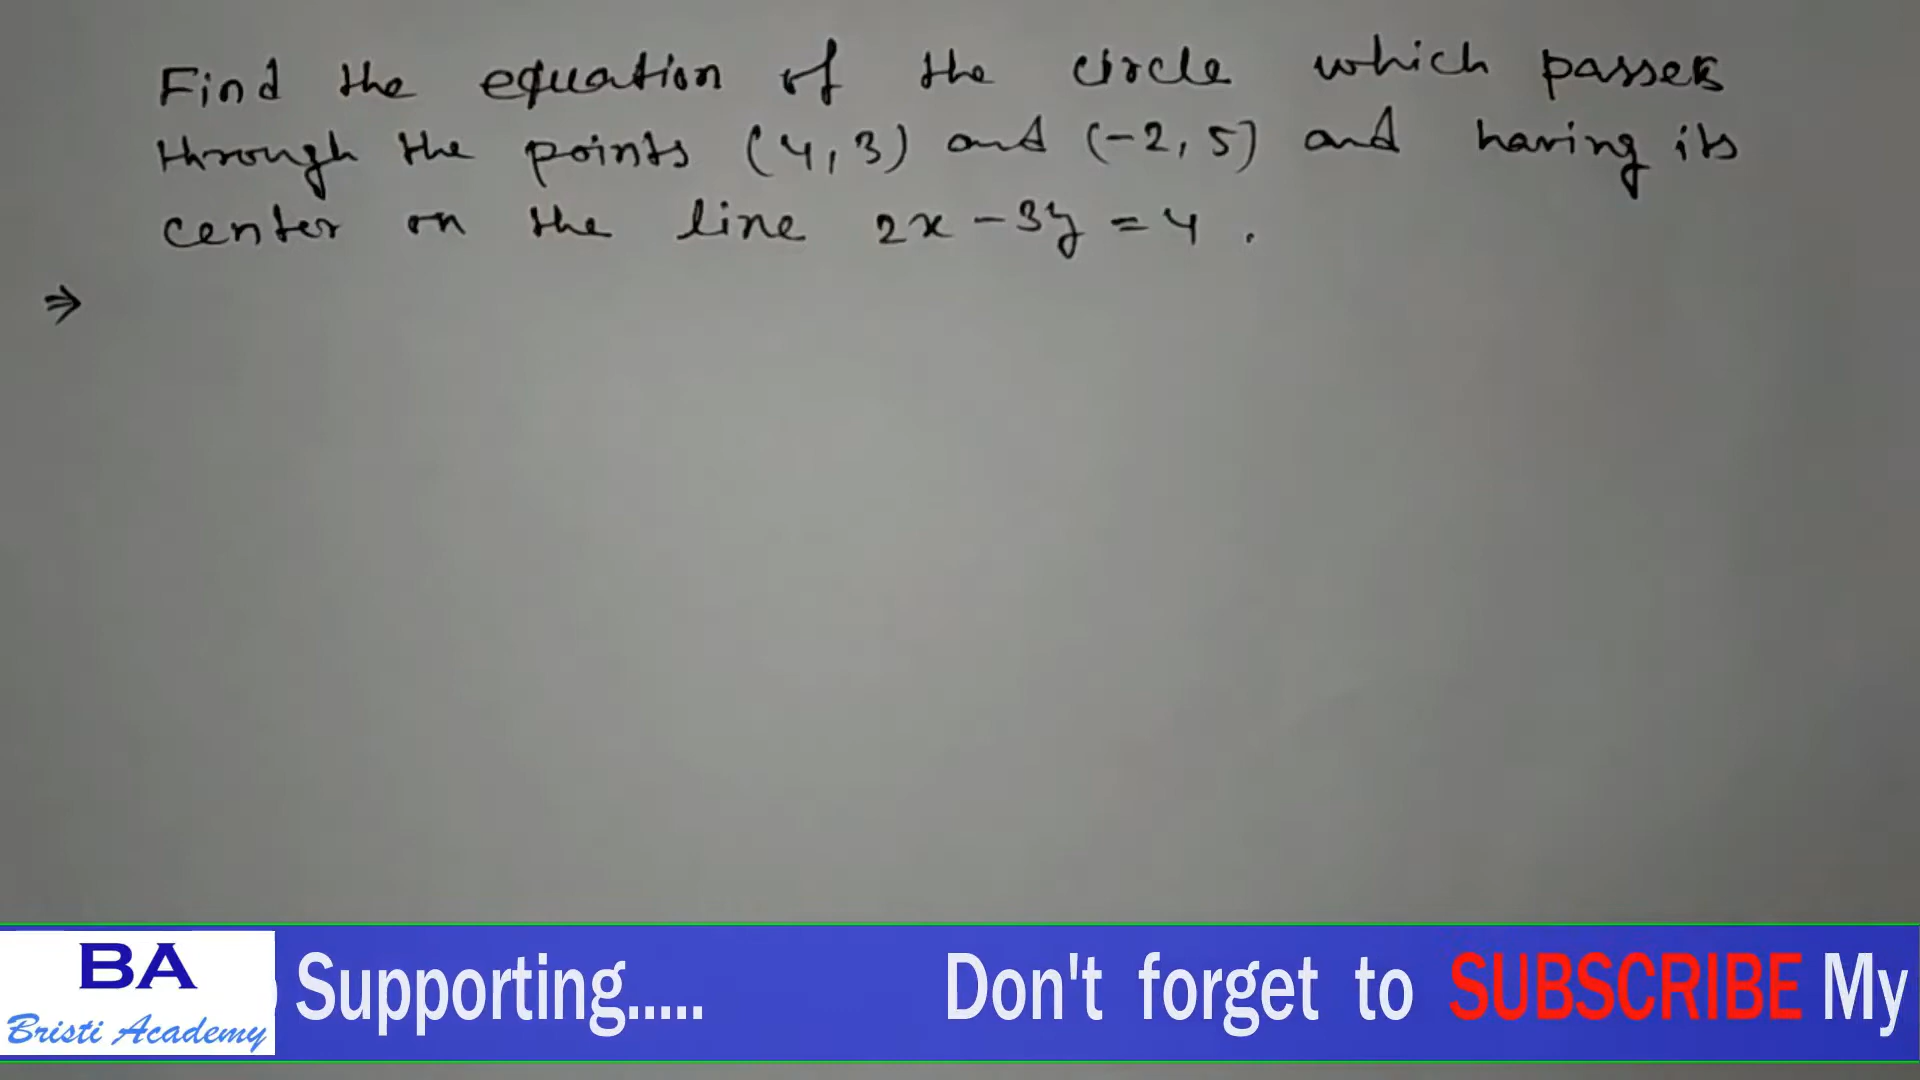 Find the equation of the circle which passes
through the points (4,3) and (-2,5) and having its
center on the line 2x-3y=4.
⇒
BA
Bristi Academy
Supporting..... Don't forget to SUBSCRIBE My